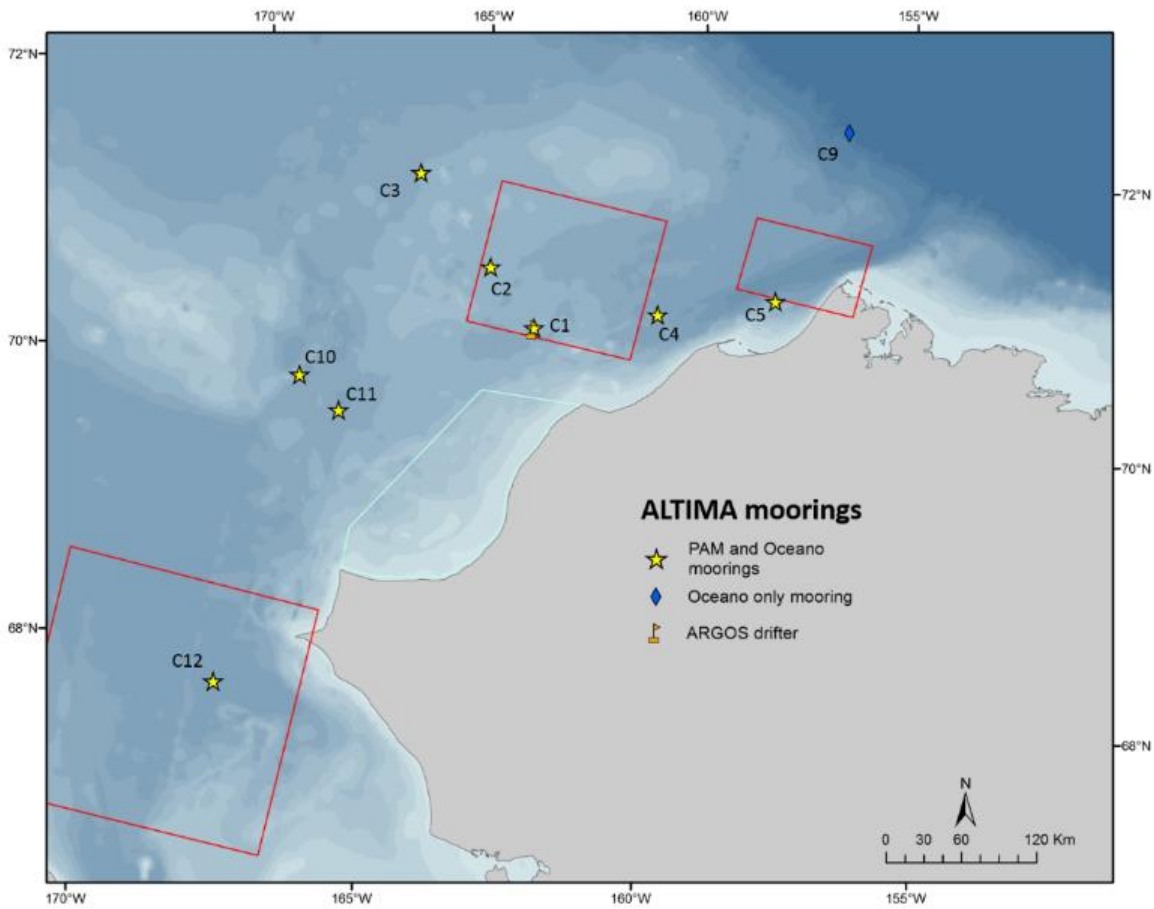 170°W 165°W 160°W 155°W
72°N
C9
C3
72°N
C2
C5
C1
C4
70°N
C10
C11
70°N
ALTIMA moorings
PAM and Oceano
moorings
Oceano only mooring
68°N
ARGOS drifter
C12
68°N
N
0 30 60 120 Km
170°W 165°W 160°W 155°W